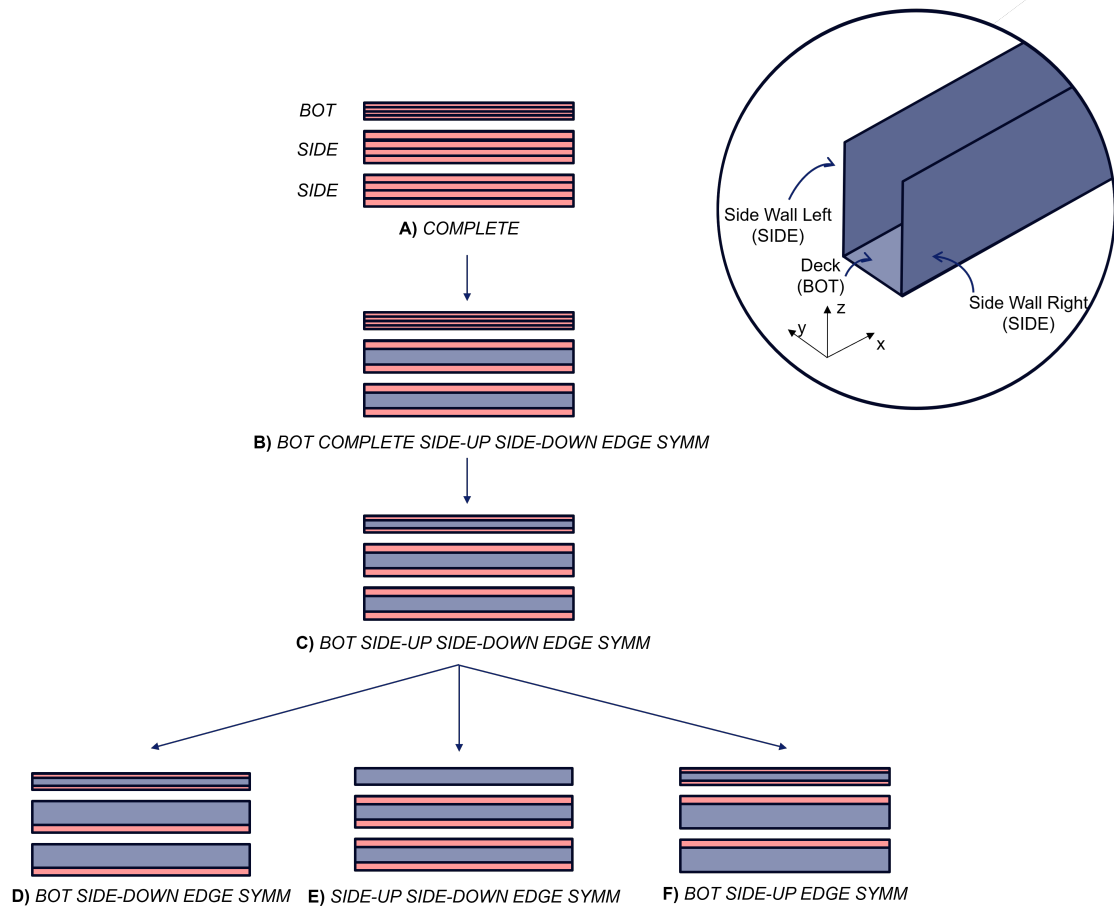 BOT
SIDE
SIDE
A) COMPLETE
B) BOT COMPLETE SIDE-UP SIDE-DOWN EDGE SYMM
C) BOT SIDE-UP SIDE-DOWN EDGE SYMM
D) BOT SIDE-DOWN EDGE SYMM
E) SIDE-UP SIDE-DOWN EDGE SYMM
F) BOT SIDE-UP EDGE SYMM
Side Wall Left
(SIDE)
Deck
(BOT)
Side Wall Right
(SIDE)
z
y
x